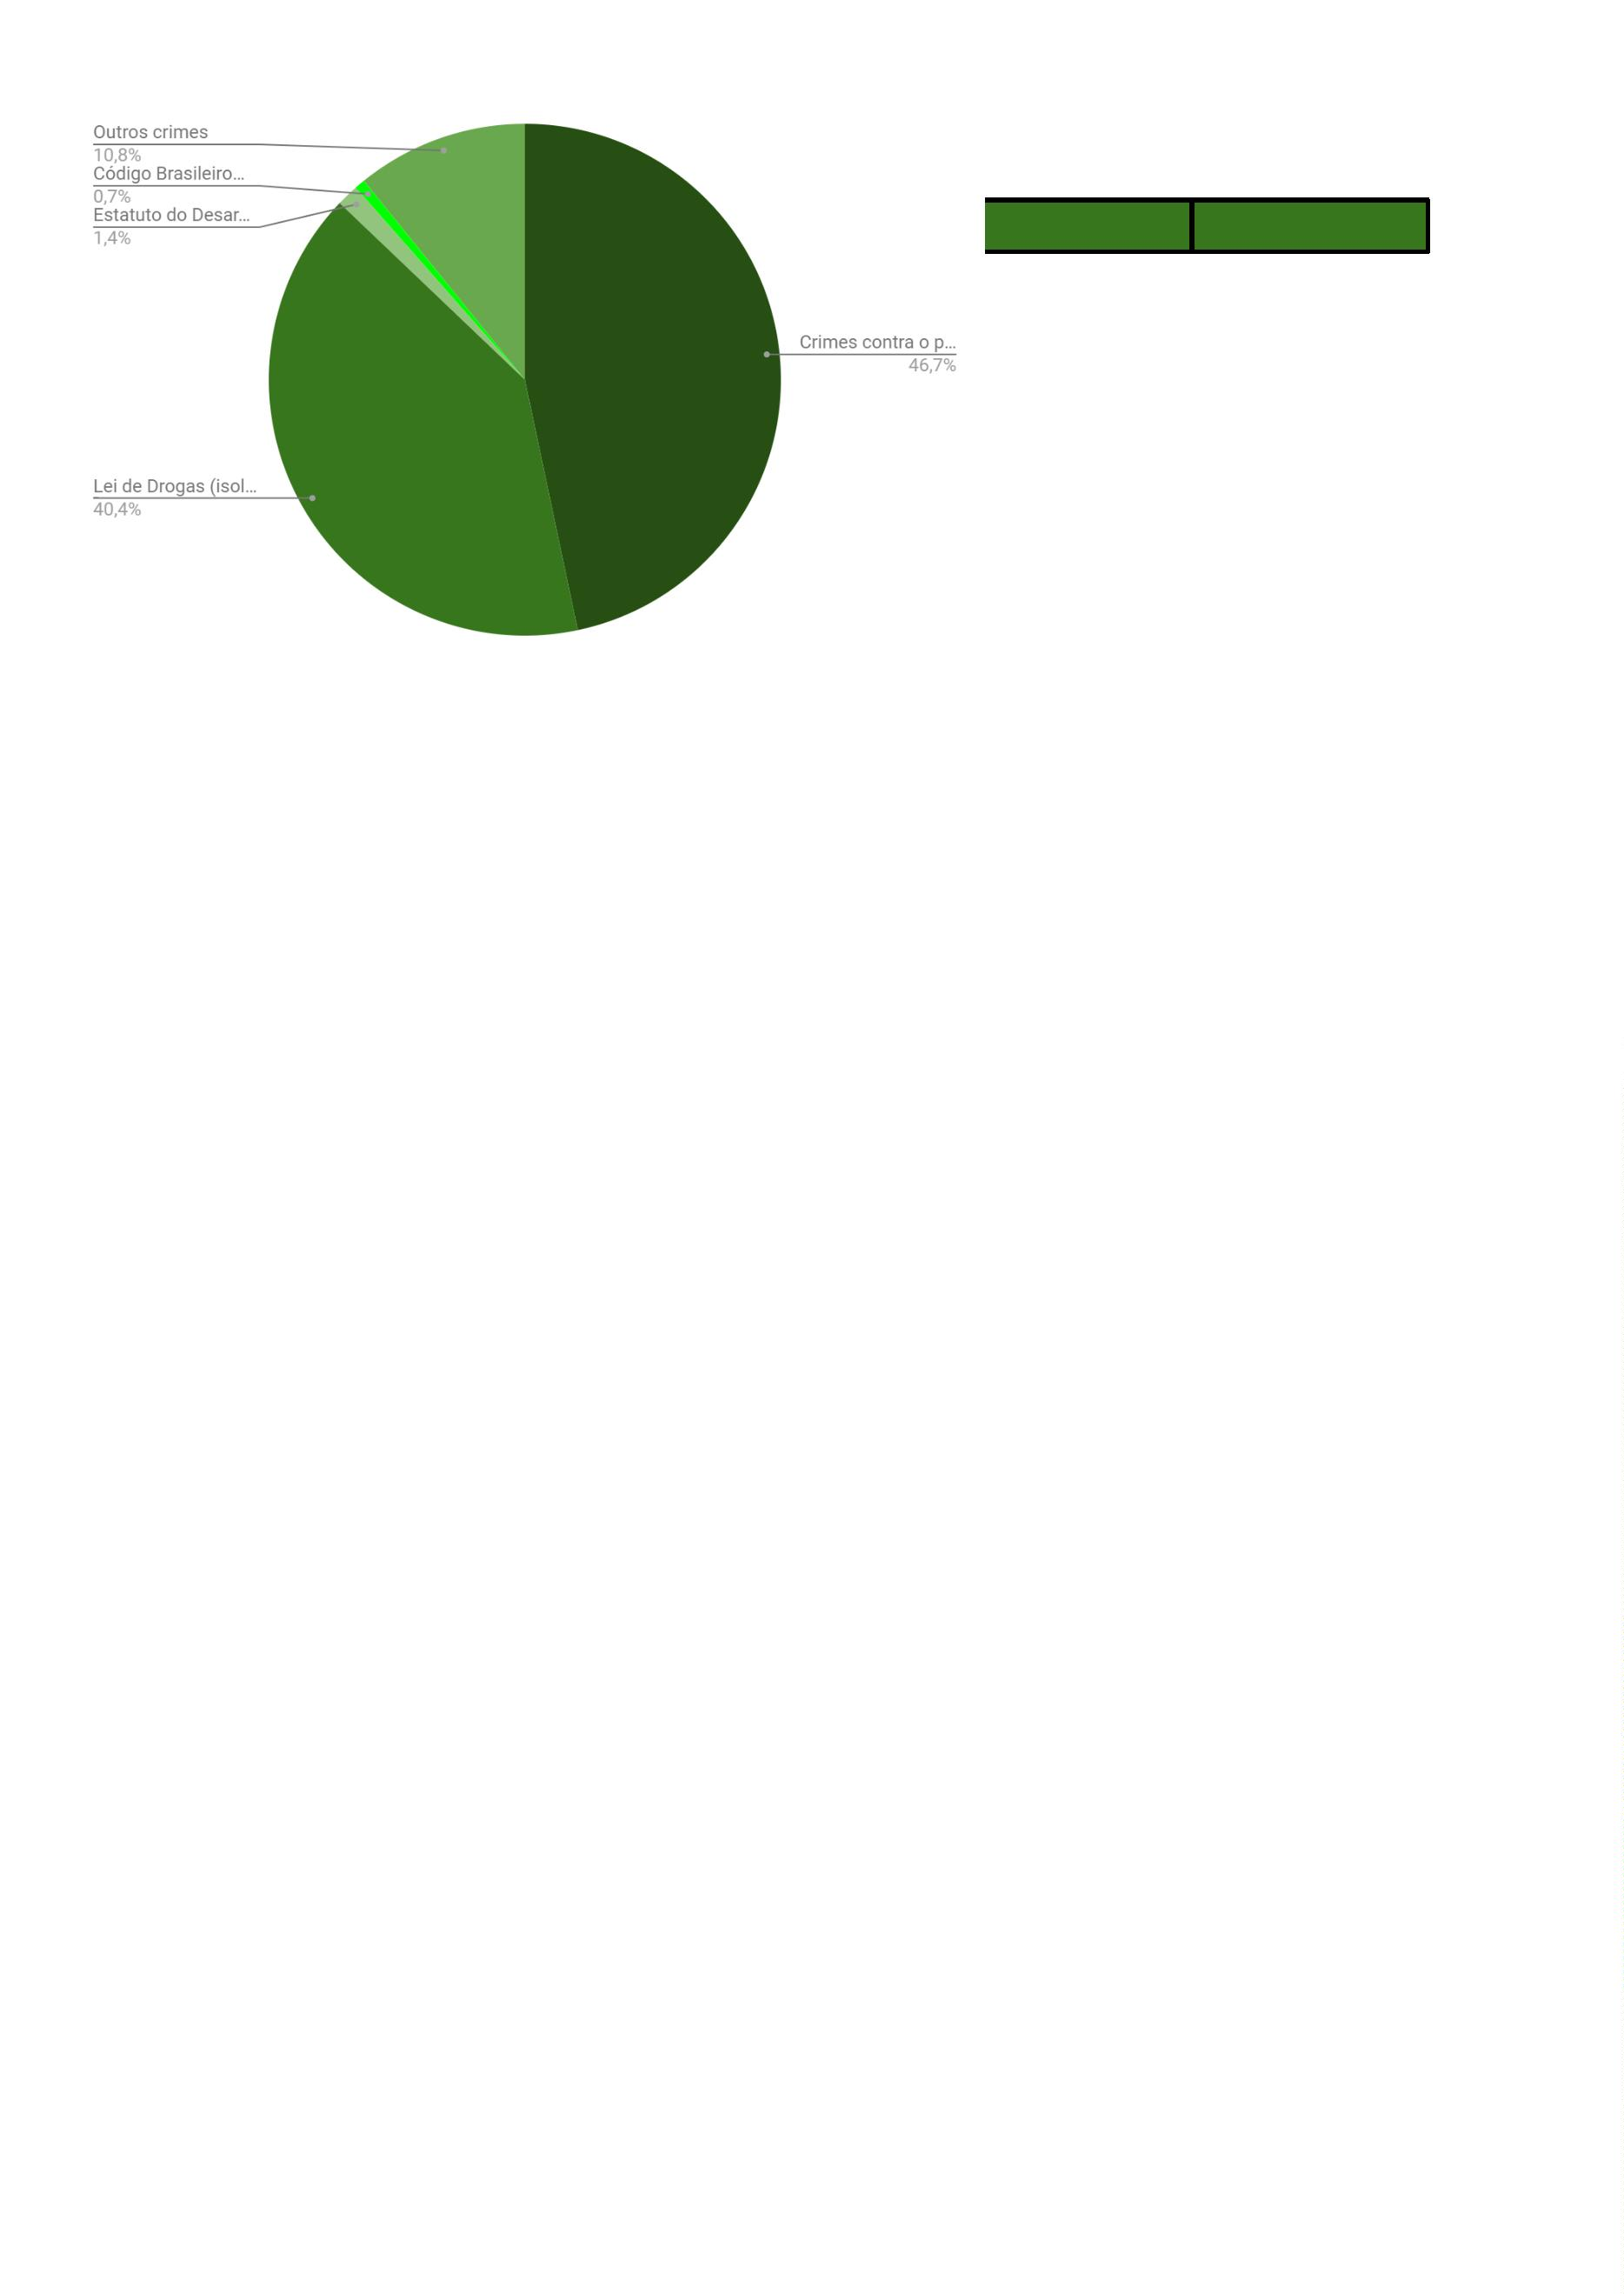 Outros crimes
10,8%
Código Brasileiro…
0,7%
Estatuto do Desar…
1,4%
Crimes contra o p…
46,7%
Lei de Drogas (isol…
40,4%